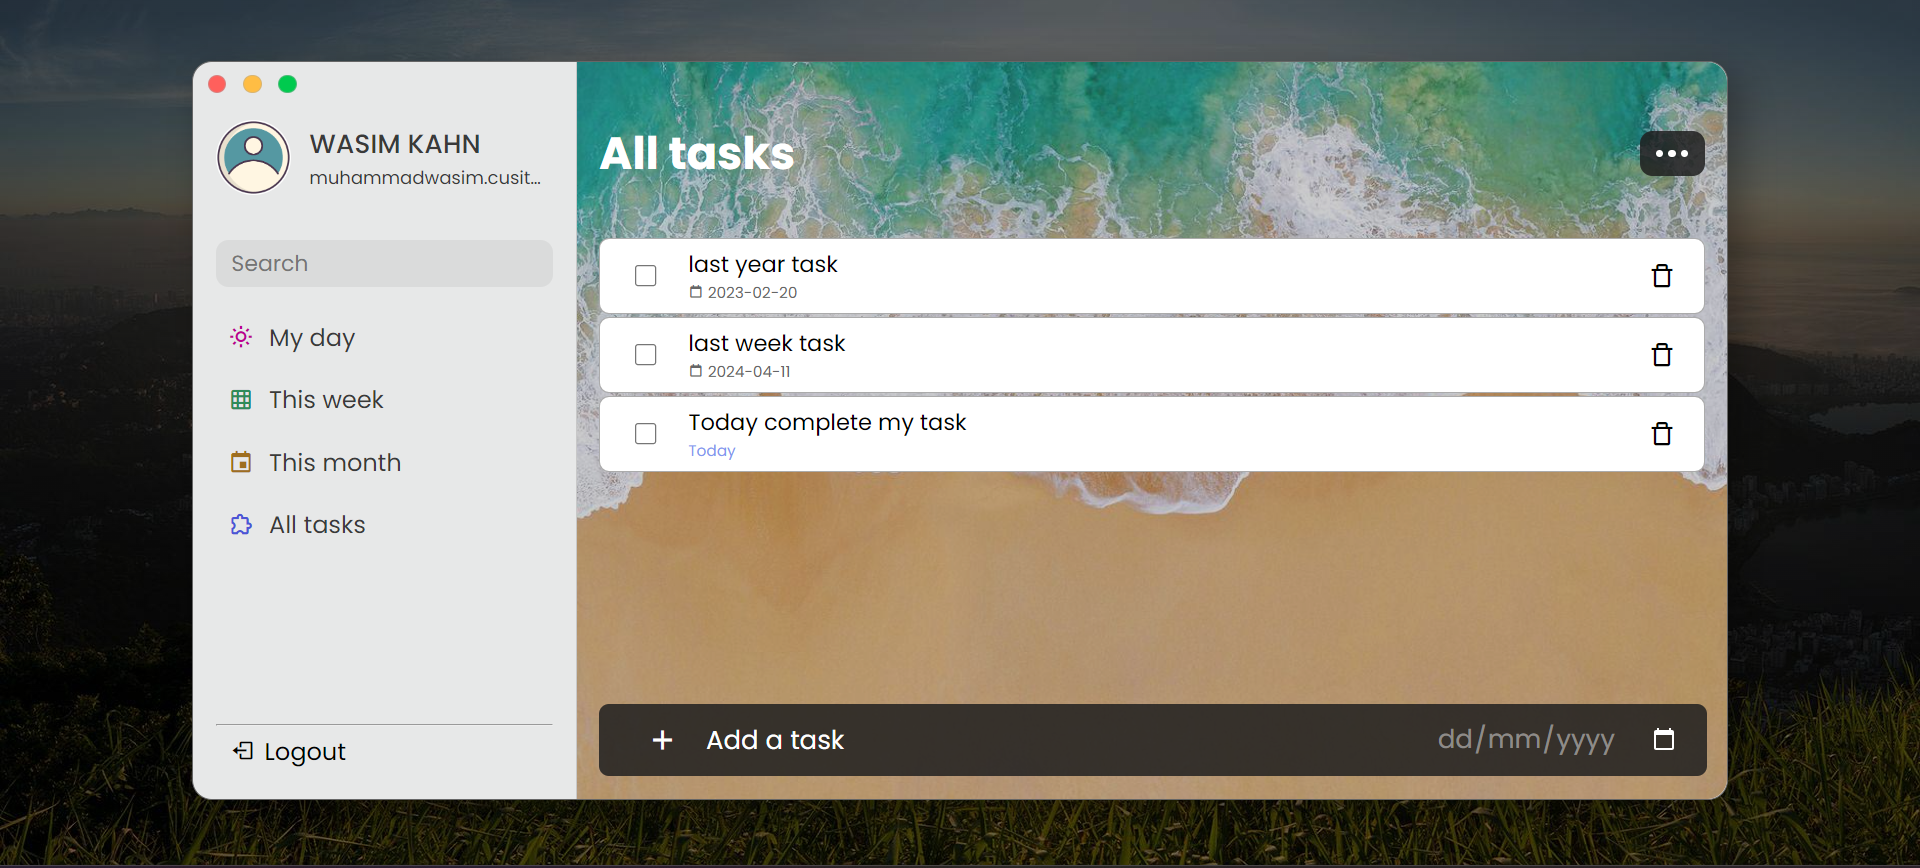 WASIM KAHN
muhammadwasim.cusit...
Search
My day
This week
This month
All tasks
Logout
All tasks
last year task
2023-02-20
last week task
2024-04-11
Today complete my task
Today
Add a task
dd/mm/yyyy